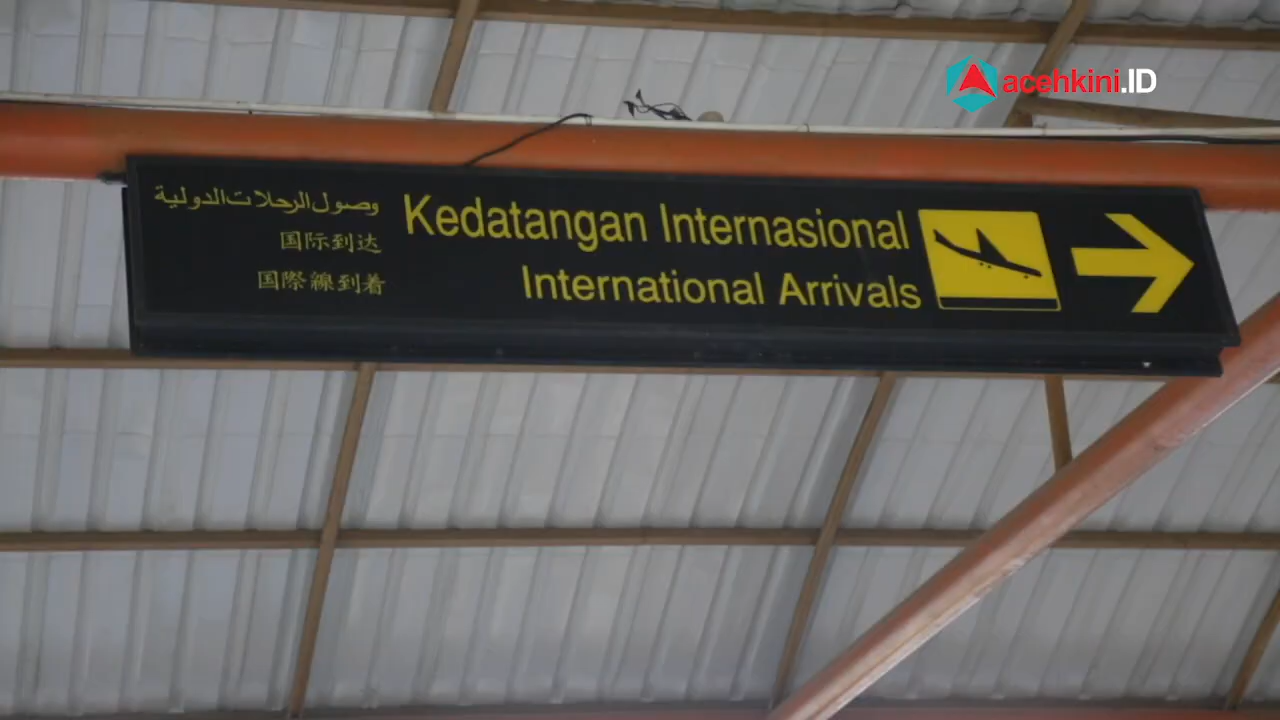 acehkini.ID
وصول الرحلات الدولية
国际到达
国際線到着
Kedatangan Internasional
International Arrivals